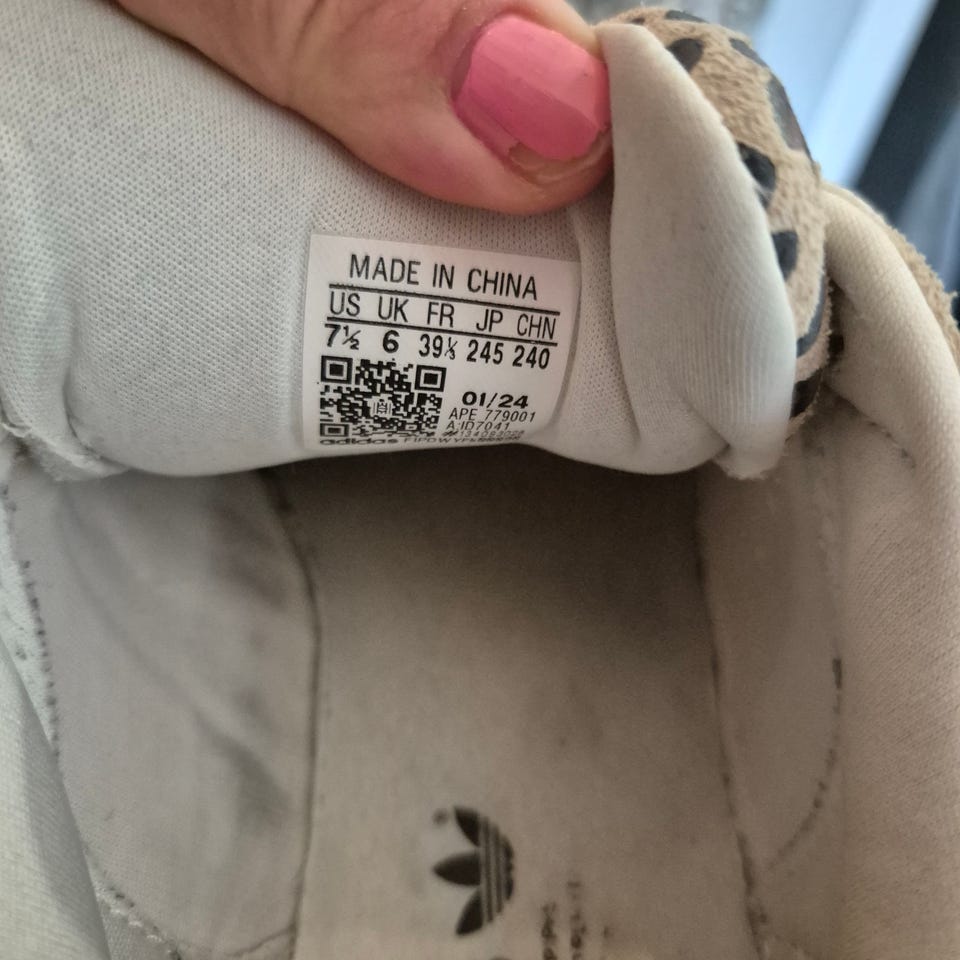 MADE IN CHINA
US UK FR JP CHN
7½ 6 39⅓ 245 240
01/24
APE 779001
A:ID7041
adidas